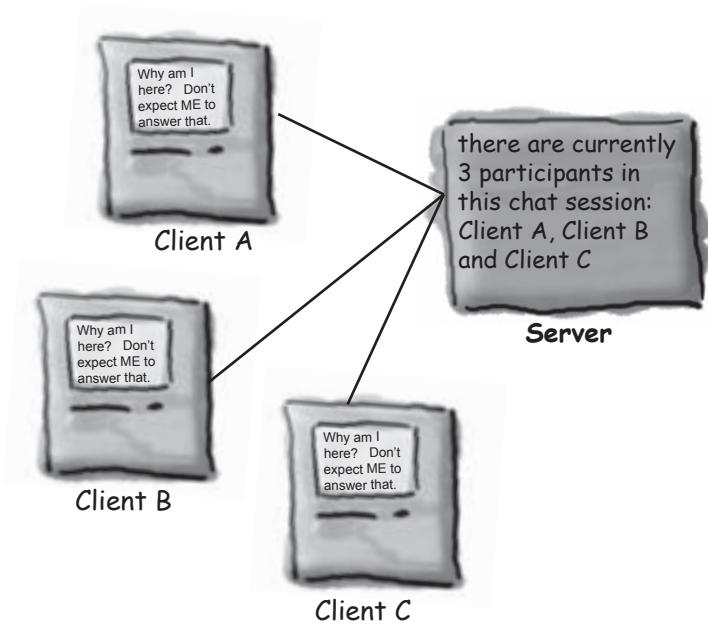 Why am I
here? Don't
expect ME to
answer that.
Client A
there are currently
3 participants in
this chat session:
Client A, Client B
and Client C
Server
Why am I
here? Don't
expect ME to
answer that.
Client B
Why am I
here? Don't
expect ME to
answer that.
Client C